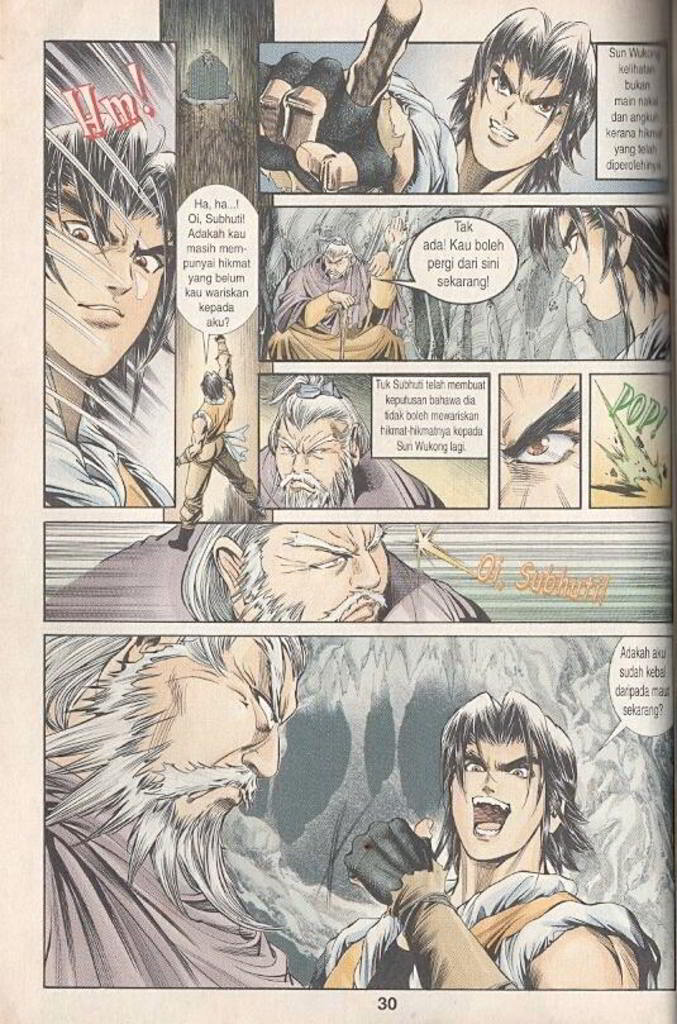 Hm!
Sun Wukong
kelihatan
bukan
main nakal
dan angkuh
kerana hikmat
yang telah
diperolehinya.
Ha, ha...!
Oi, Subhuti!
Adakah kau
masih mem-
punyai hikmat
yang belum
kau wariskan
kepada
aku?
Tak
ada! Kau boleh
pergi dari sini
sekarang!
Tuk Subhuti telah membuat
keputusan bahawa dia
tidak boleh mewariskan
hikmat-hikmatnya kepada
Sun Wukong lagi.
POP!
Oi, Subhuti!
Adakah aku
sudah kebal
daripada maut
sekarang?
30